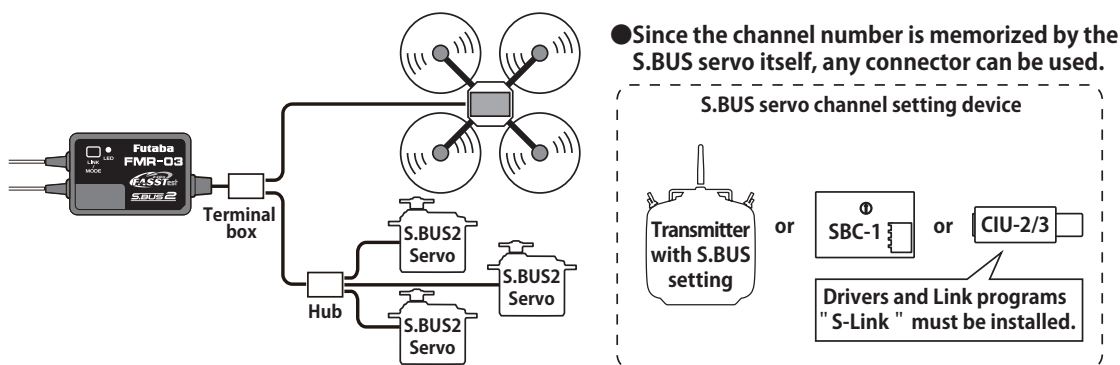 ●Since the channel number is memorized by the
S.BUS servo itself, any connector can be used.
S.BUS servo channel setting device
Futaba
FMR-03
LINK
/
MODE
LED
FASSTest
S.BUS2
Terminal
box
Hub
S.BUS2
Servo
S.BUS2
Servo
S.BUS2
Servo
Transmitter
with S.BUS
setting
or
SBC-1
or
CIU-2/3
Drivers and Link programs
"S-Link" must be installed.